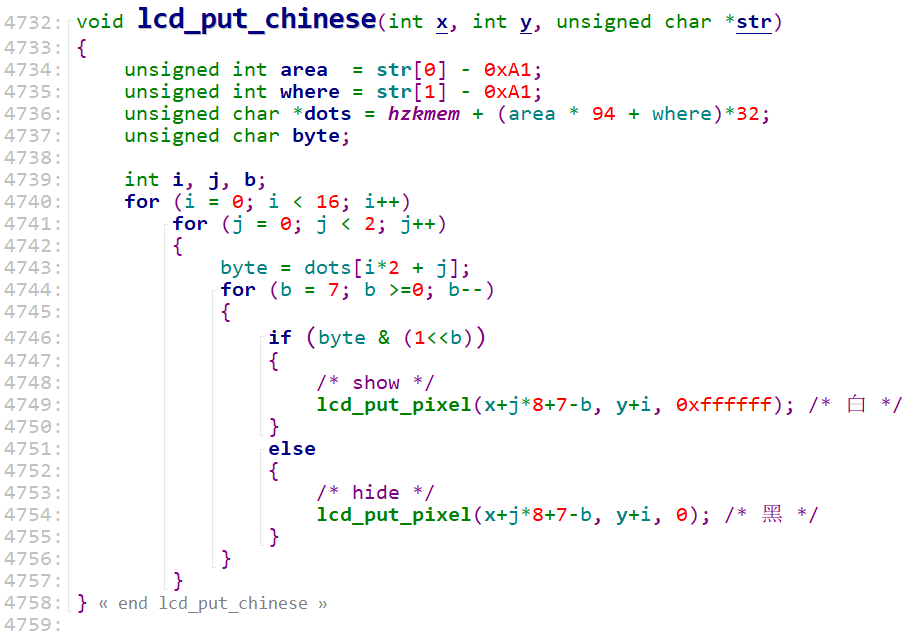 4732: void lcd_put_chinese(int x, int y, unsigned char *str)
4733: {
4734:     unsigned int area  = str[0] - 0xA1;
4735:     unsigned int where = str[1] - 0xA1;
4736:     unsigned char *dots = hzkmem + (area * 94 + where)*32;
4737:     unsigned char byte;
4738:
4739:     int i, j, b;
4740:     for (i = 0; i < 16; i++)
4741:         for (j = 0; j < 2; j++)
4742:         {
4743:             byte = dots[i*2 + j];
4744:             for (b = 7; b >=0; b--)
4745:             {
4746:                 if (byte & (1<<b))
4747:                 {
4748:                     /* show */
4749:                     lcd_put_pixel(x+j*8+7-b, y+i, 0xffffff); /* 白 */
4750:                 }
4751:                 else
4752:                 {
4753:                     /* hide */
4754:                     lcd_put_pixel(x+j*8+7-b, y+i, 0); /* 黑 */
4755:                 }
4756:             }
4757:         }
4758: } « end lcd_put_chinese »
4759: